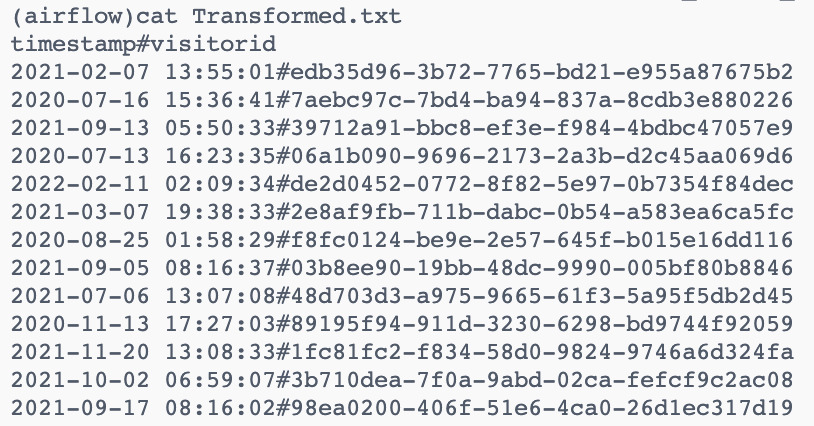 (airflow)cat Transformed.txt
timestamp#visitorid
2021-02-07 13:55:01#edb35d96-3b72-7765-bd21-e955a87675b2
2020-07-16 15:36:41#7aebc97c-7bd4-ba94-837a-8cdb3e880226
2021-09-13 05:50:33#39712a91-bbc8-ef3e-f984-4bdbc47057e9
2020-07-13 16:23:35#06a1b090-9696-2173-2a3b-d2c45aa069d6
2022-02-11 02:09:34#de2d0452-0772-8f82-5e97-0b7354f84dec
2021-03-07 19:38:33#2e8af9fb-711b-dabc-0b54-a583ea6ca5fc
2020-08-25 01:58:29#f8fc0124-be9e-2e57-645f-b015e16dd116
2021-09-05 08:16:37#03b8ee90-19bb-48dc-9990-005bf80b8846
2021-07-06 13:07:08#48d703d3-a975-9665-61f3-5a95f5db2d45
2020-11-13 17:27:03#89195f94-911d-3230-6298-bd9744f92059
2021-11-20 13:08:33#1fc81fc2-f834-58d0-9824-9746a6d324fa
2021-10-02 06:59:07#3b710dea-7f0a-9abd-02ca-fefcf9c2ac08
2021-09-17 08:16:02#98ea0200-406f-51e6-4ca0-26d1ec317d19